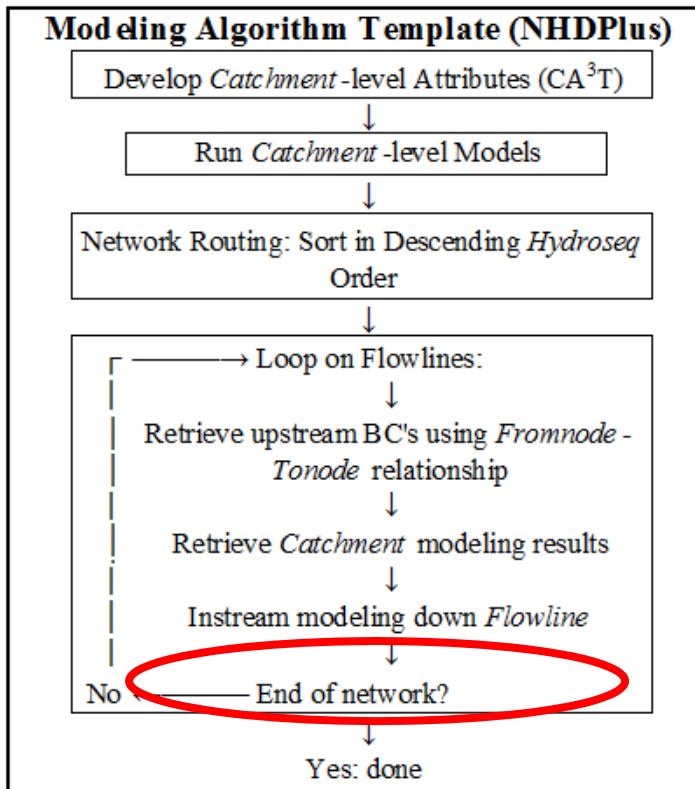 Modeling Algorithm Template (NHDPlus)
Develop Catchment-level Attributes (CA³T)
Run Catchment-level Models
Network Routing: Sort in Descending Hydroseq
Order
Loop on Flowlines:
Retrieve upstream BC's using Fromnode -
Tonode relationship
Retrieve Catchment modeling results
Instream modeling down Flowline
No End of network?
Yes: done